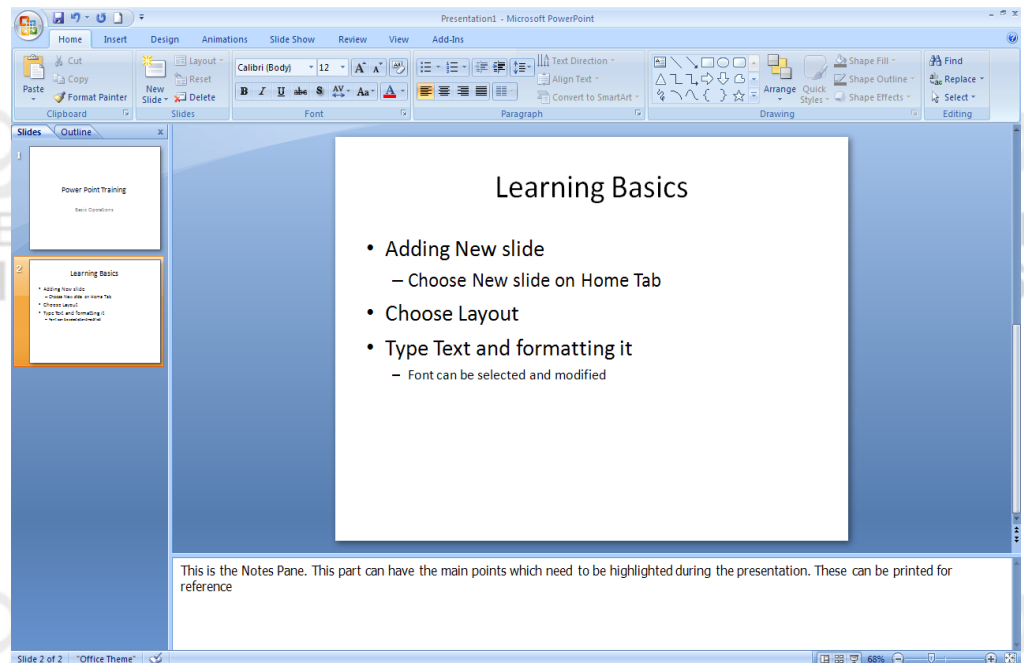 Presentation1 - Microsoft PowerPoint
Home Insert Design Animations Slide Show Review View Add-Ins
Paste
Cut
Copy
Format Painter
Clipboard
New Slide
Layout
Reset
Delete
Slides
Calibri (Body) 12 A A
B I U abc S AV Aa A
Font
Text Direction
Align Text
Convert to SmartArt
Paragraph
Arrange
Quick Styles
Shape Fill
Shape Outline
Shape Effects
Drawing
Find
Replace
Select
Editing
Slides Outline x
1
Power Point Training
Basic Operations
2
Learning Basics
• Adding New slide
– Choose New slide on Home Tab
• Choose Layout
• Type Text and formatting it
– Font can be selected and modified
Learning Basics
• Adding New slide
– Choose New slide on Home Tab
• Choose Layout
• Type Text and formatting it
– Font can be selected and modified
This is the Notes Pane. This part can have the main points which need to be highlighted during the presentation. These can be printed for
reference
Slide 2 of 2 "Office Theme" 68%